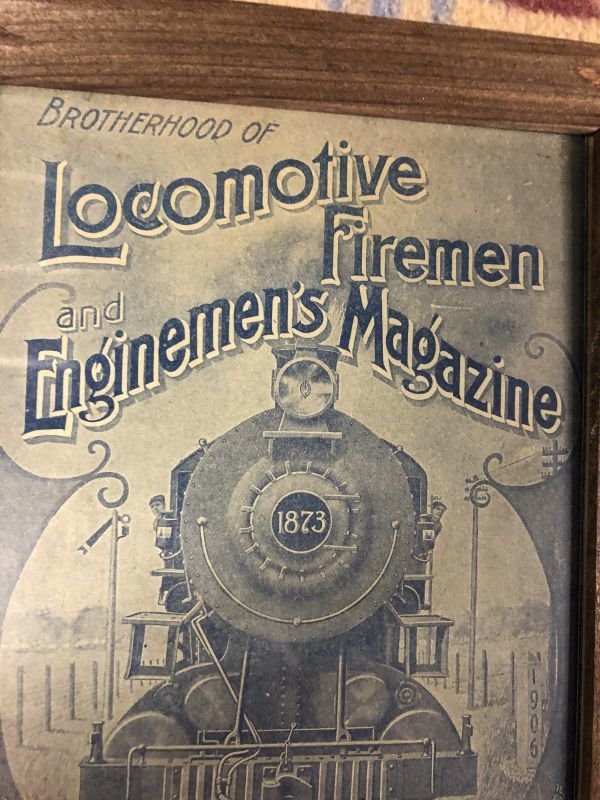 BROTHERHOOD OF
Locomotive
Firemen
and
Enginemen's Magazine
1873
1906